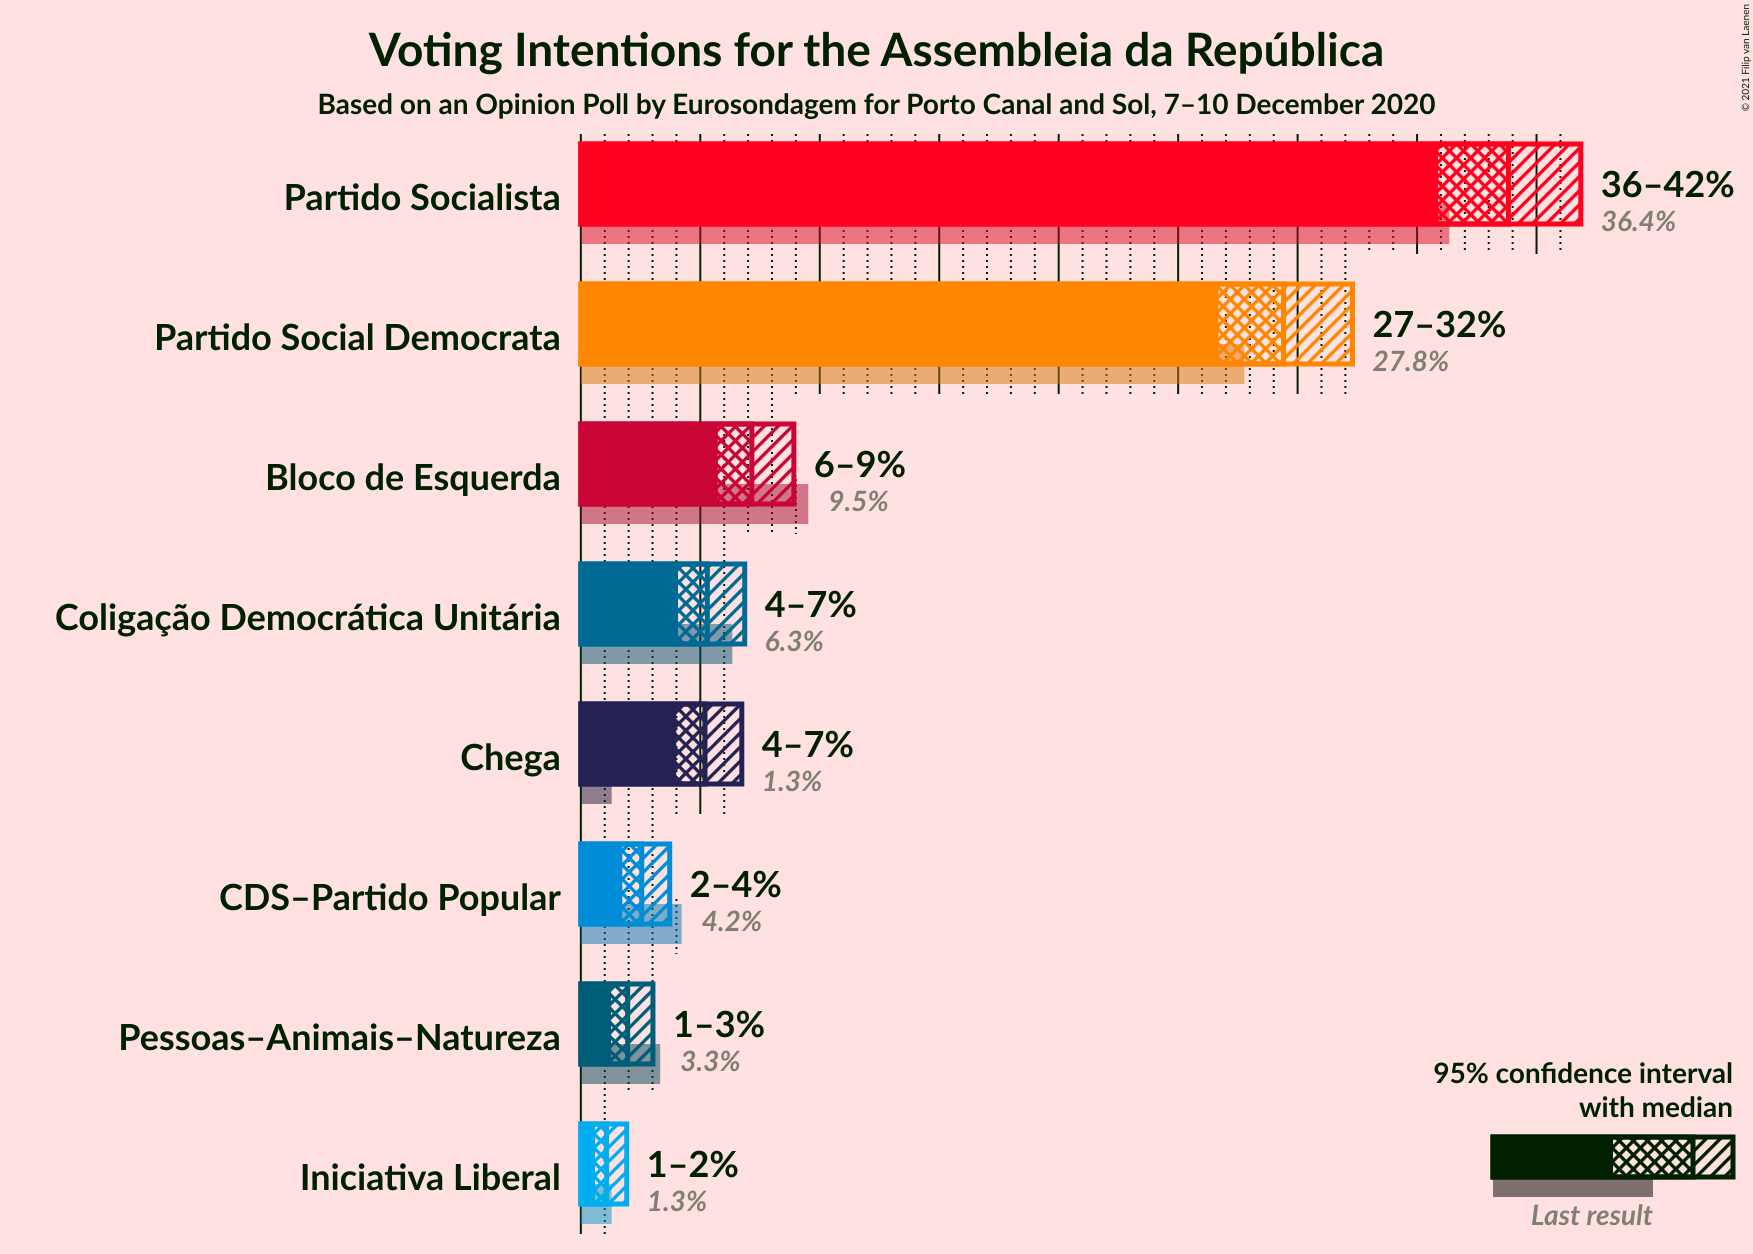 Voting Intentions for the Assembleia da República
Based on an Opinion Poll by Eurosondagem for Porto Canal and Sol, 7–10 December 2020
© 2021 Filip van Laenen
Partido Socialista
36–42%
36.4%
Partido Social Democrata
27–32%
27.8%
Bloco de Esquerda
6–9%
9.5%
Coligação Democrática Unitária
4–7%
6.3%
Chega
4–7%
1.3%
CDS–Partido Popular
2–4%
4.2%
Pessoas–Animais–Natureza
1–3%
3.3%
Iniciativa Liberal
1–2%
1.3%
95% confidence interval
with median
Last result